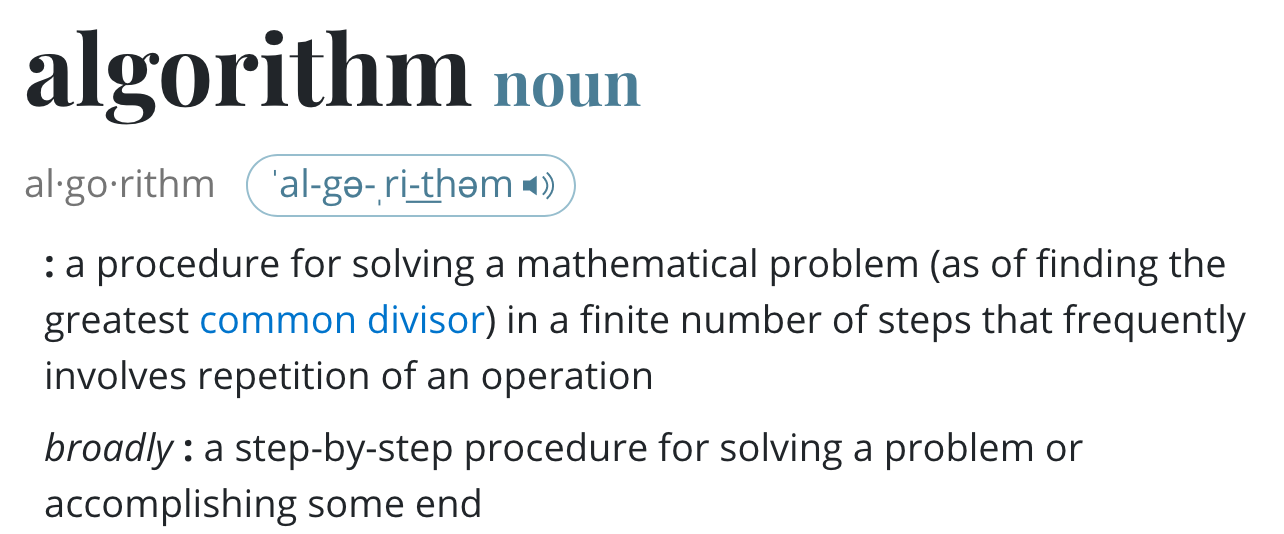 algorithm noun
al·go·rithm ˈal-gə-ˌri-t͟həm
: a procedure for solving a mathematical problem (as of finding the
greatest common divisor) in a finite number of steps that frequently
involves repetition of an operation
broadly : a step-by-step procedure for solving a problem or
accomplishing some end